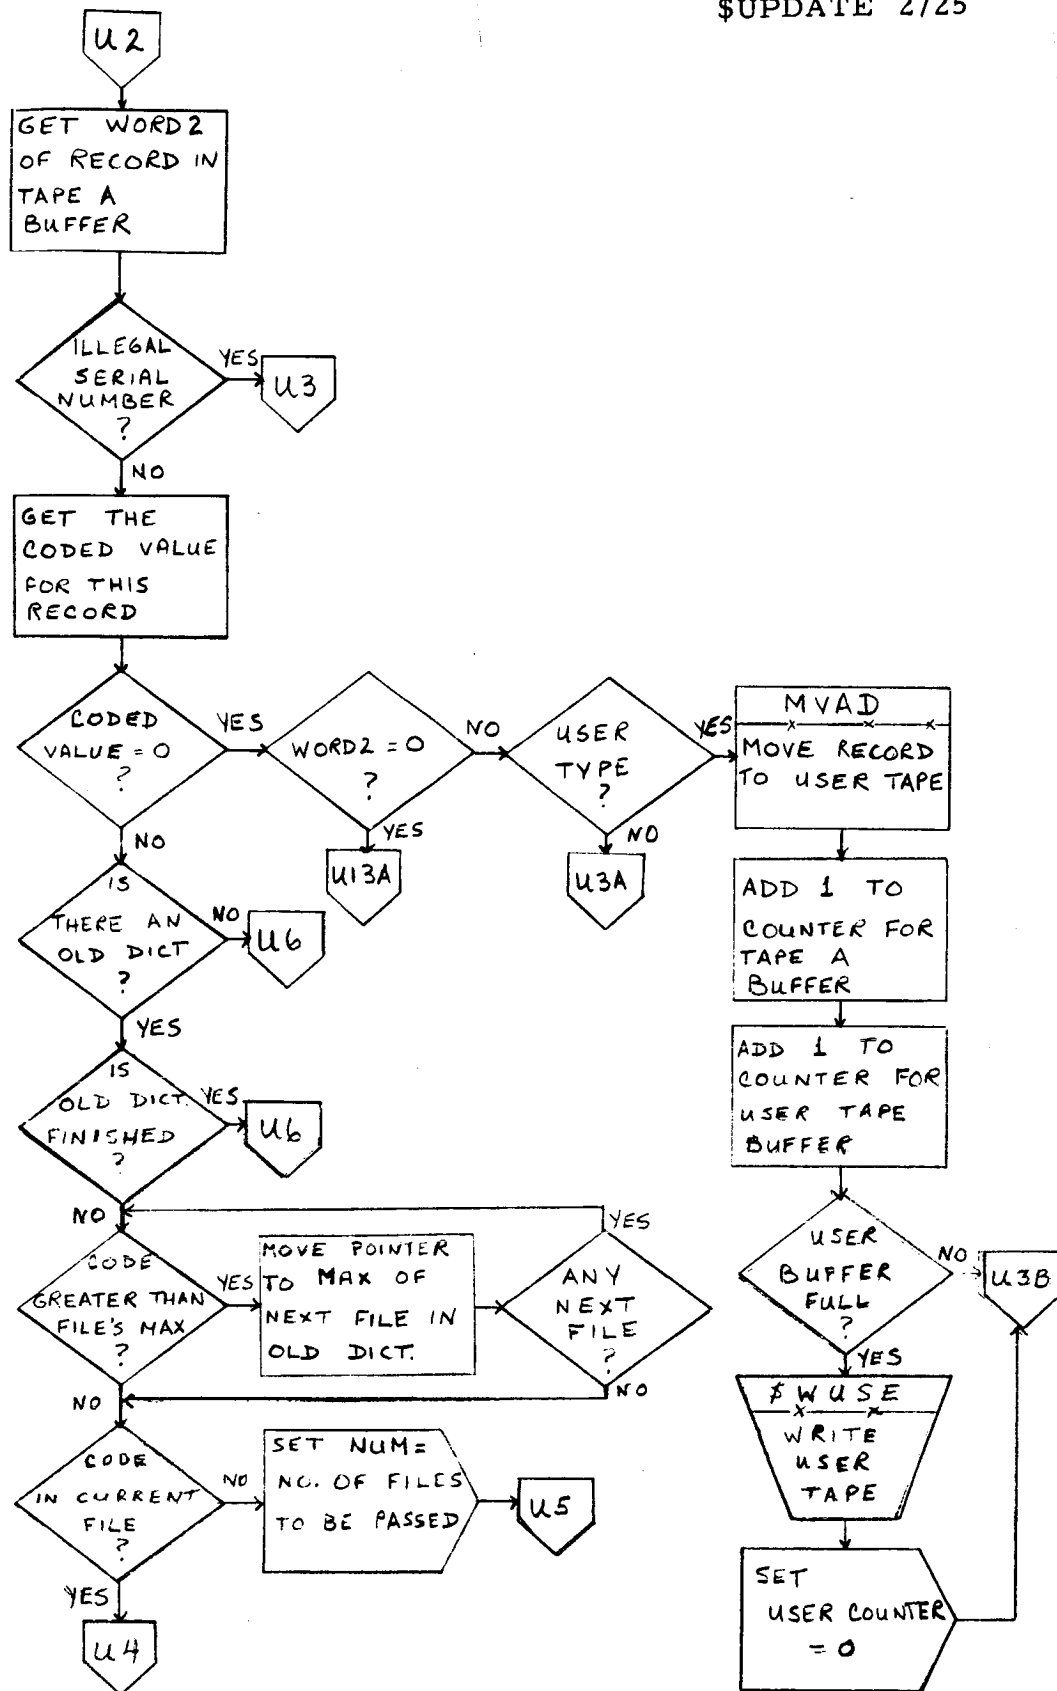 $UPDATE 2/25
U2
GET WORD2
OF RECORD IN
TAPE A
BUFFER
ILLEGAL
SERIAL
NUMBER
?
YES
U3
NO
GET THE
CODED VALUE
FOR THIS
RECORD
CODED
VALUE = 0
?
YES
WORD2 = 0
?
NO
USER
TYPE
?
YES
MVAD
MOVE RECORD
TO USER TAPE
NO
YES
U13A
NO
U3A
ADD 1 TO
COUNTER FOR
TAPE A
BUFFER
IS
THERE AN
OLD DICT
?
NO
U6
YES
ADD 1 TO
COUNTER FOR
USER TAPE
BUFFER
IS
OLD DICT.
FINISHED
?
YES
U6
NO
CODE
GREATER THAN
FILE'S MAX
?
YES
MOVE POINTER
TO MAX OF
NEXT FILE IN
OLD DICT.
ANY
NEXT
FILE
?
YES
NO
USER
BUFFER
FULL
?
NO
U3B
YES
$WUSE
WRITE
USER
TAPE
NO
CODE
IN CURRENT
FILE
?
NO
SET NUM=
NO. OF FILES
TO BE PASSED
U5
YES
U4
SET
USER COUNTER
= 0